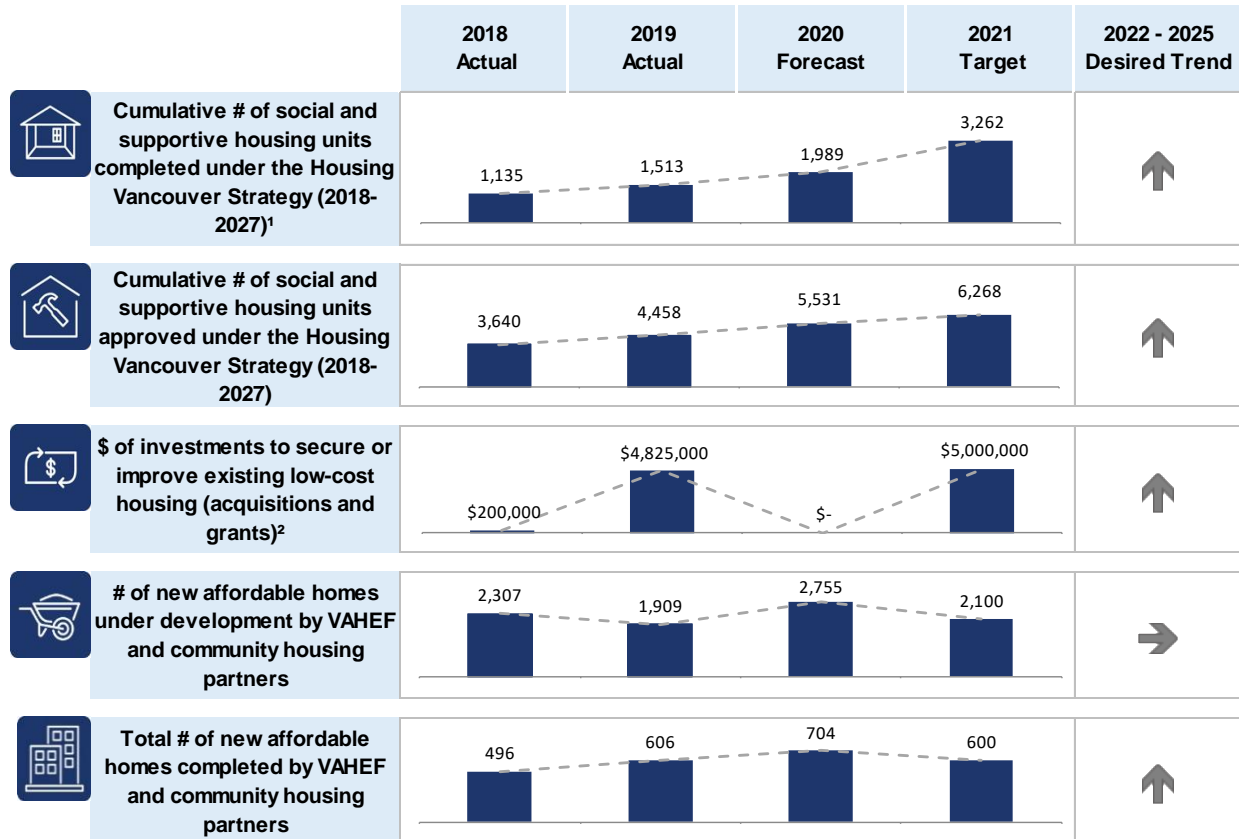 2018 Actual
2019 Actual
2020 Forecast
2021 Target
2022 - 2025 Desired Trend
Cumulative # of social and
supportive housing units
completed under the Housing
Vancouver Strategy (2018-
2027)¹
1,135
1,513
1,989
3,262
Cumulative # of social and
supportive housing units
approved under the Housing
Vancouver Strategy (2018-
2027)
3,640
4,458
5,531
6,268
$
$ of investments to secure or
improve existing low-cost
housing (acquisitions and
grants)²
$200,000
$4,825,000
$-
$5,000,000
# of new affordable homes
under development by VAHEF
and community housing
partners
2,307
1,909
2,755
2,100
Total # of new affordable
homes completed by VAHEF
and community housing
partners
496
606
704
600